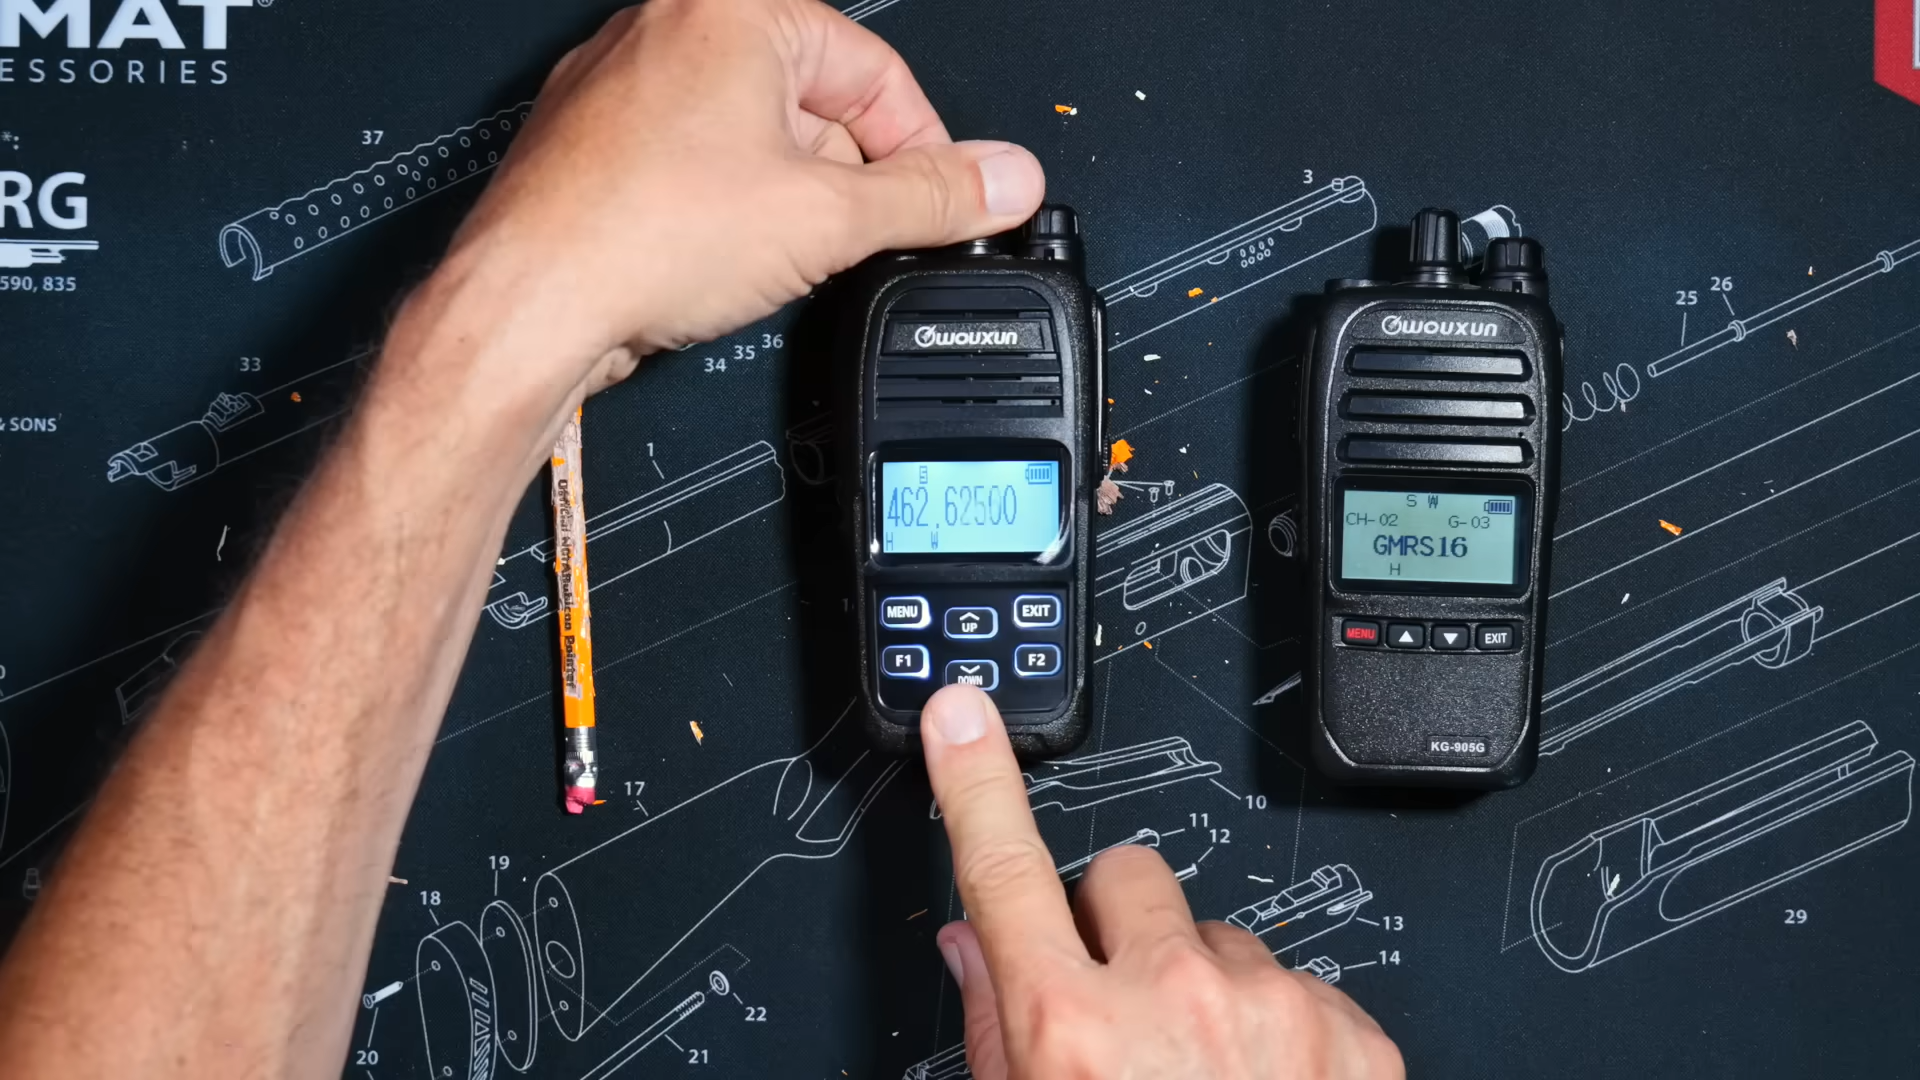 MAT®
ESSORIES
*:
RG
590, 835
& SONS'
37
33
34
35
36
1
3
25
26
17
19
18
20
21
22
10
11
12
13
14
29
WOUXUN
S
462.62500
H W
MENU
UP
EXIT
F1
DOWN
F2
WOUXUN
S W
CH-02 G-03
GMRS16
H
MENU
EXIT
KG-905G
Official Pointer